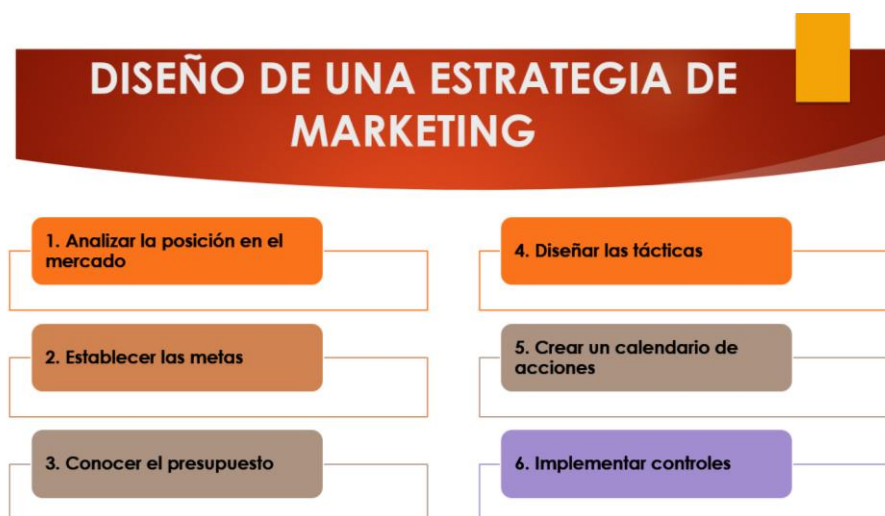 DISEÑO DE UNA ESTRATEGIA DE
MARKETING
1. Analizar la posición en el
mercado
2. Establecer las metas
3. Conocer el presupuesto
4. Diseñar las tácticas
5. Crear un calendario de
acciones
6. Implementar controles